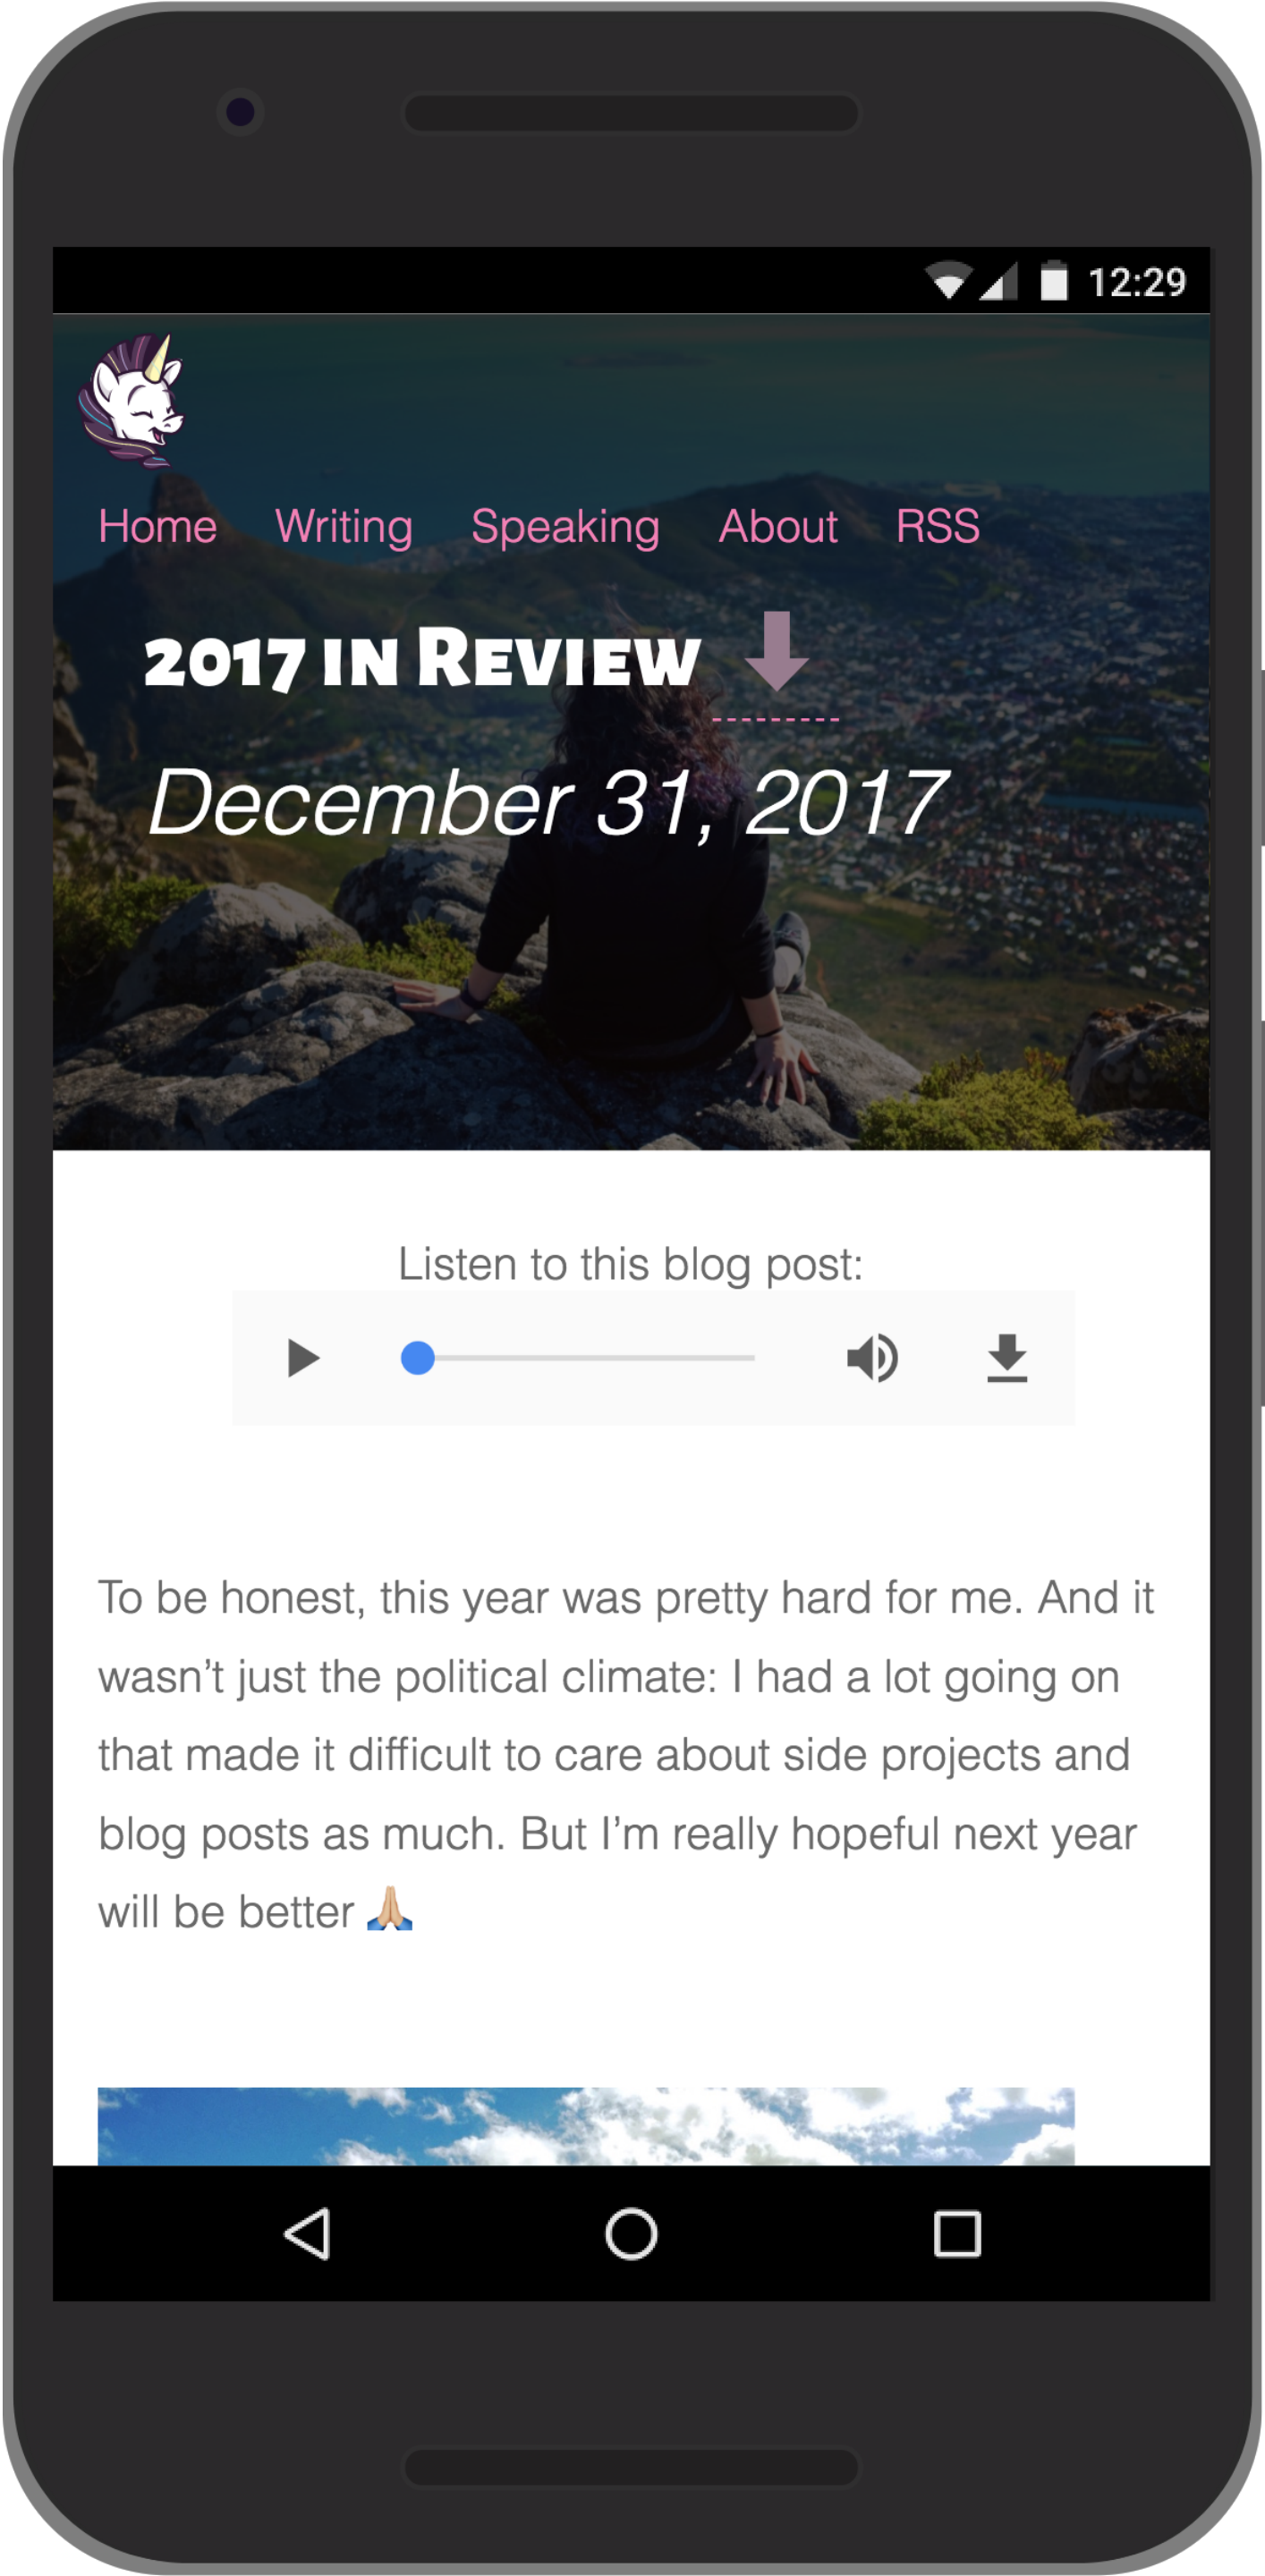 12:29
Home Writing Speaking About RSS
2017 in Review
December 31, 2017
Listen to this blog post:
To be honest, this year was pretty hard for me. And it
wasn’t just the political climate: I had a lot going on
that made it difficult to care about side projects and
blog posts as much. But I’m really hopeful next year
will be better 🙏🏼